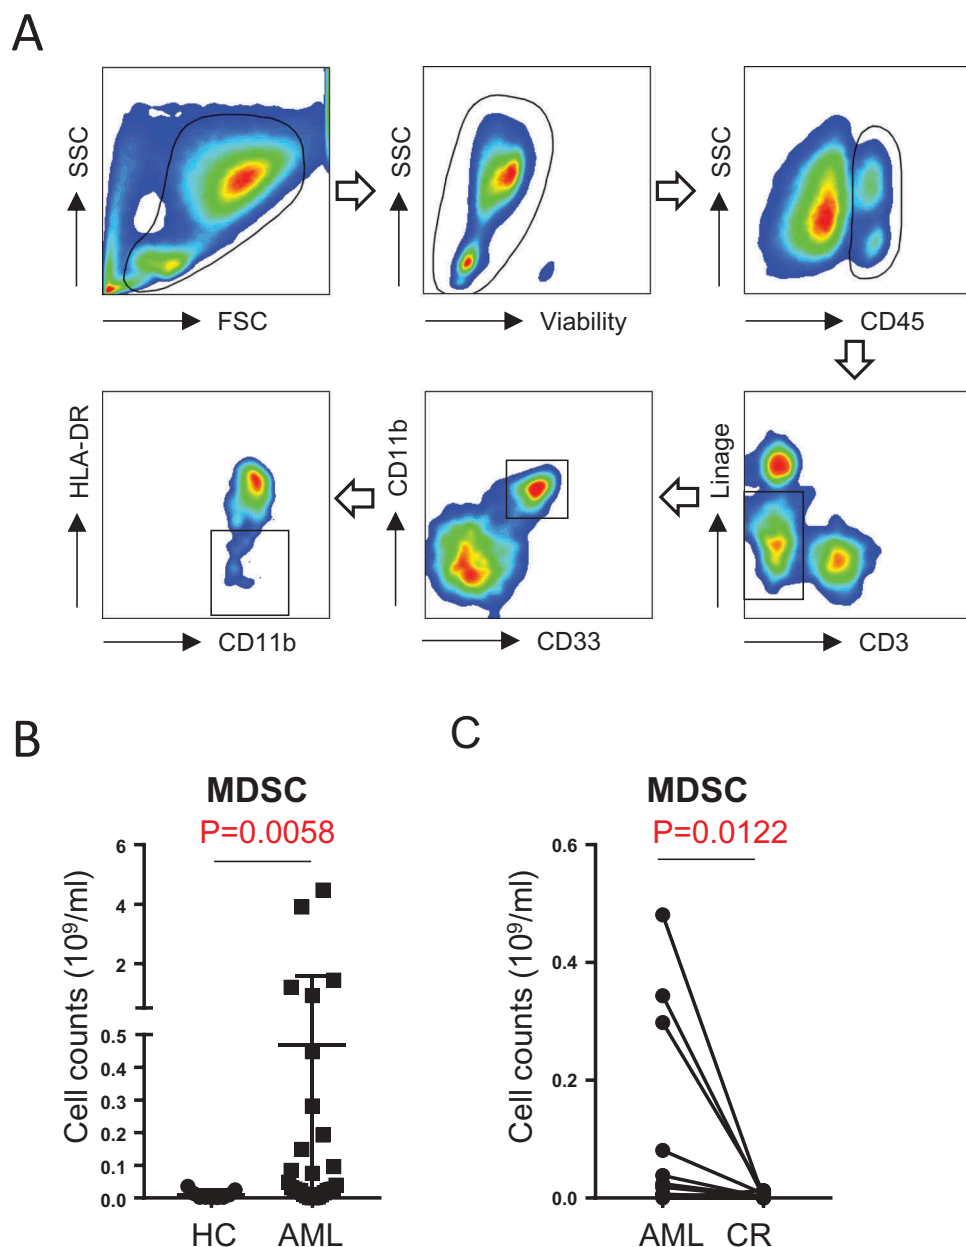 A
SSC
FSC
SSC
Viability
SSC
CD45
HLA-DR
CD11b
CD11b
CD33
Linage
CD3
B
MDSC
P=0.0058
Cell counts (10⁹/ml)
6
4
2
0.5
0.4
0.3
0.2
0.1
0.0
HC
AML
C
MDSC
P=0.0122
Cell counts (10⁹/ml)
0.6
0.4
0.2
0.0
AML
CR